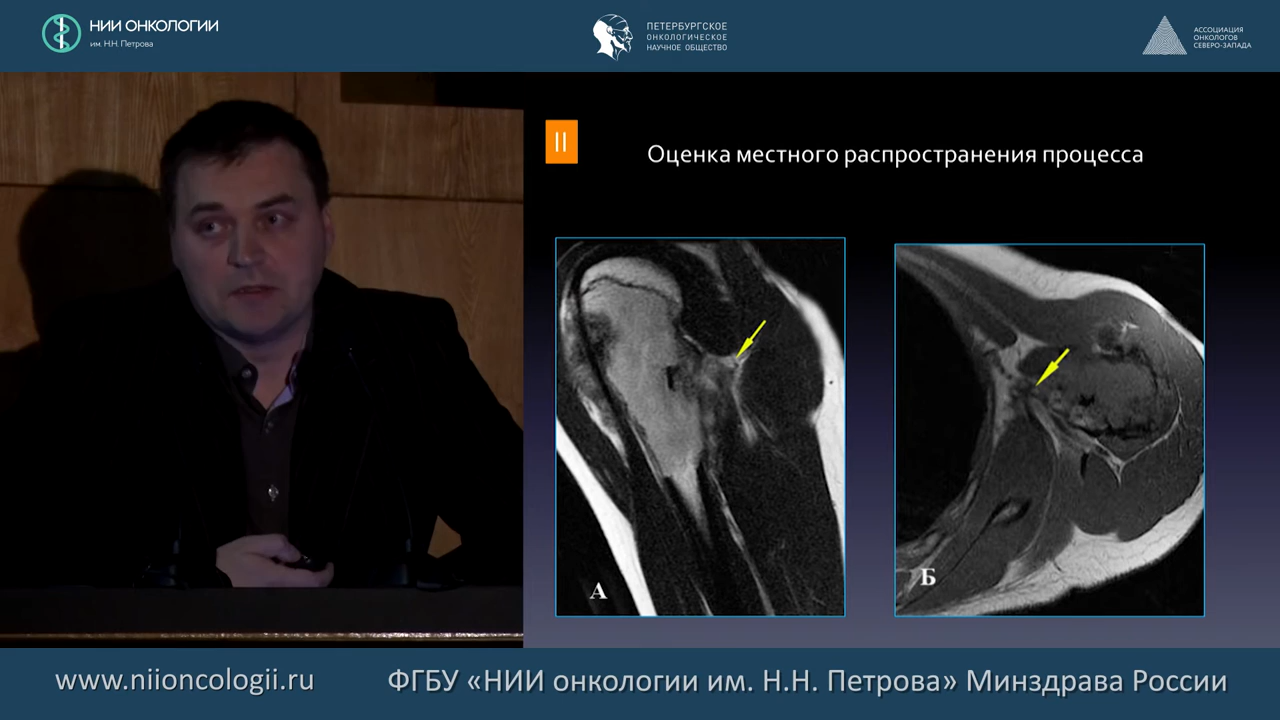 НИИ ОНКОЛОГИИ
им. Н.Н. Петрова
ПЕТЕРБУРГСКОЕ
ОНКОЛОГИЧЕСКОЕ
НАУЧНОЕ ОБЩЕСТВО
АССОЦИАЦИЯ
ОНКОЛОГОВ
СЕВЕРО-ЗАПАДА
II
Оценка местного распространения процесса
А
Б
www.niioncologii.ru
ФГБУ «НИИ онкологии им. Н.Н. Петрова» Минздрава России